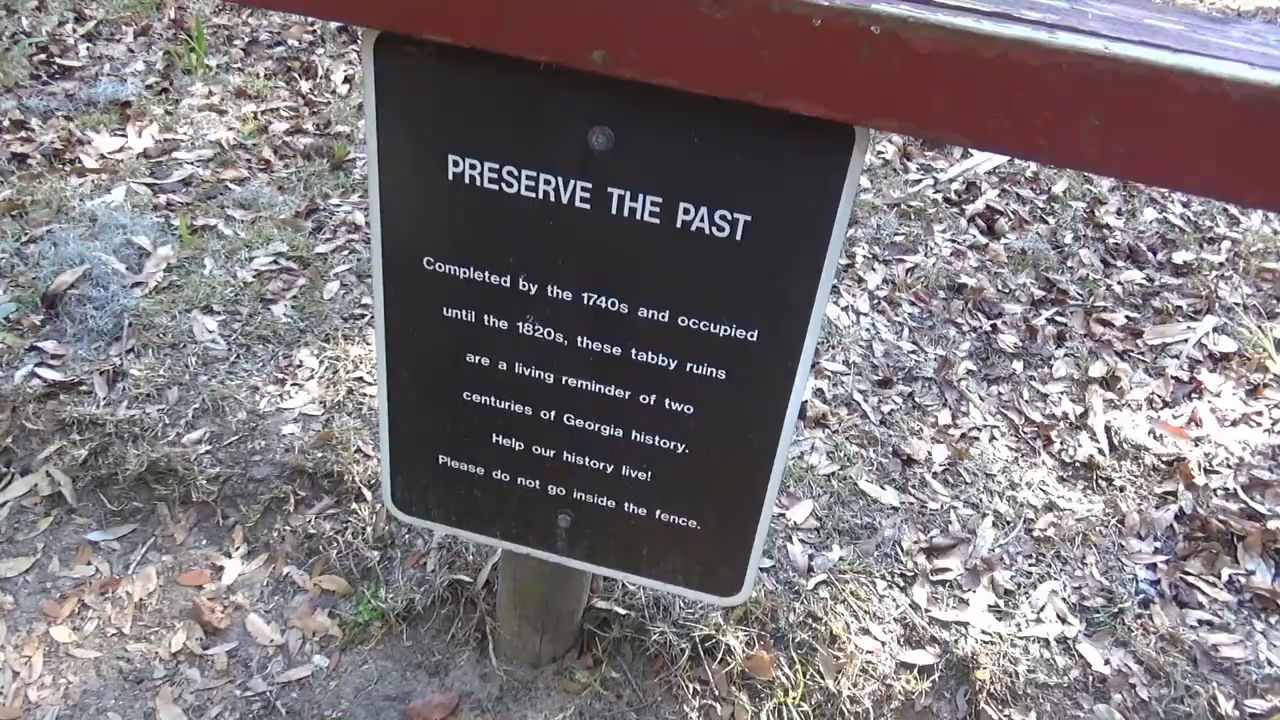 PRESERVE THE PAST
Completed by the 1740s and occupied
until the 1820s, these tabby ruins
are a living reminder of two
centuries of Georgia history.
Help our history live!
Please do not go inside the fence.